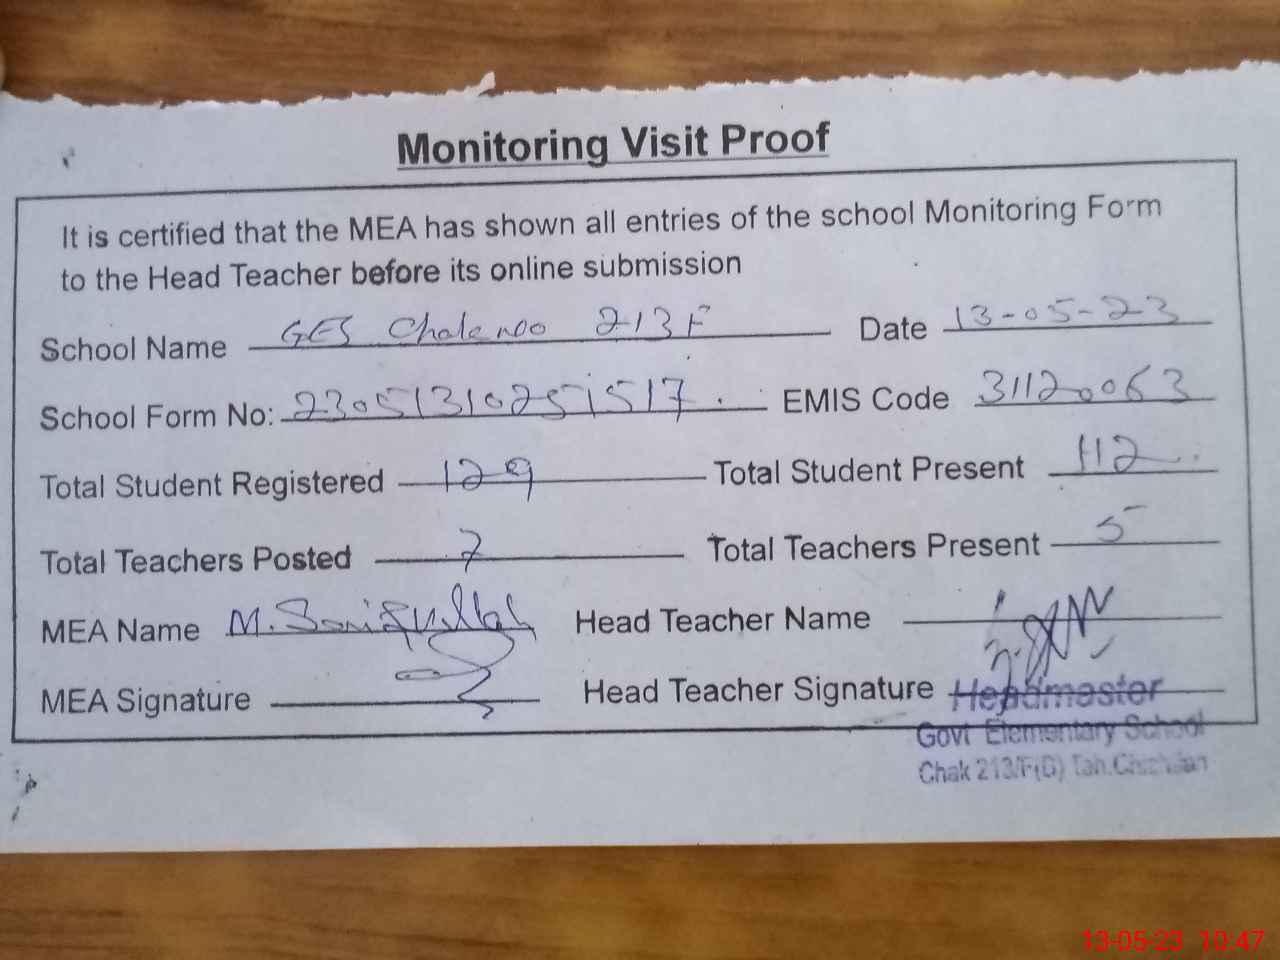 Monitoring Visit Proof
It is certified that the MEA has shown all entries of the school Monitoring Form
to the Head Teacher before its online submission
School Name GES 213F Date 13-05-23
School Form No: 23051310251517. EMIS Code 31120063
Total Student Registered 129 Total Student Present 112
Total Teachers Posted 7 Total Teachers Present 5
MEA Name M. Samiullah Head Teacher Name
MEA Signature Head Teacher Signature
Headmaster
Govt Elementary School
Chak 213/F(G) Teh.
13-05-23 10:47